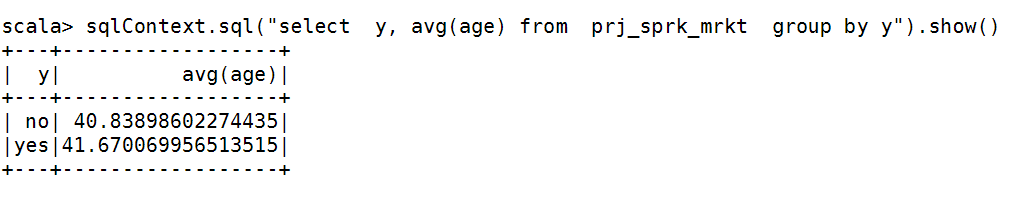 scala> sqlContext.sql("select  y, avg(age) from  prj_sprk_mrkt  group by y").show()
+---+------------------+
|  y|          avg(age)|
+---+------------------+
| no| 40.83898602274435|
|yes|41.670069956513515|
+---+------------------+